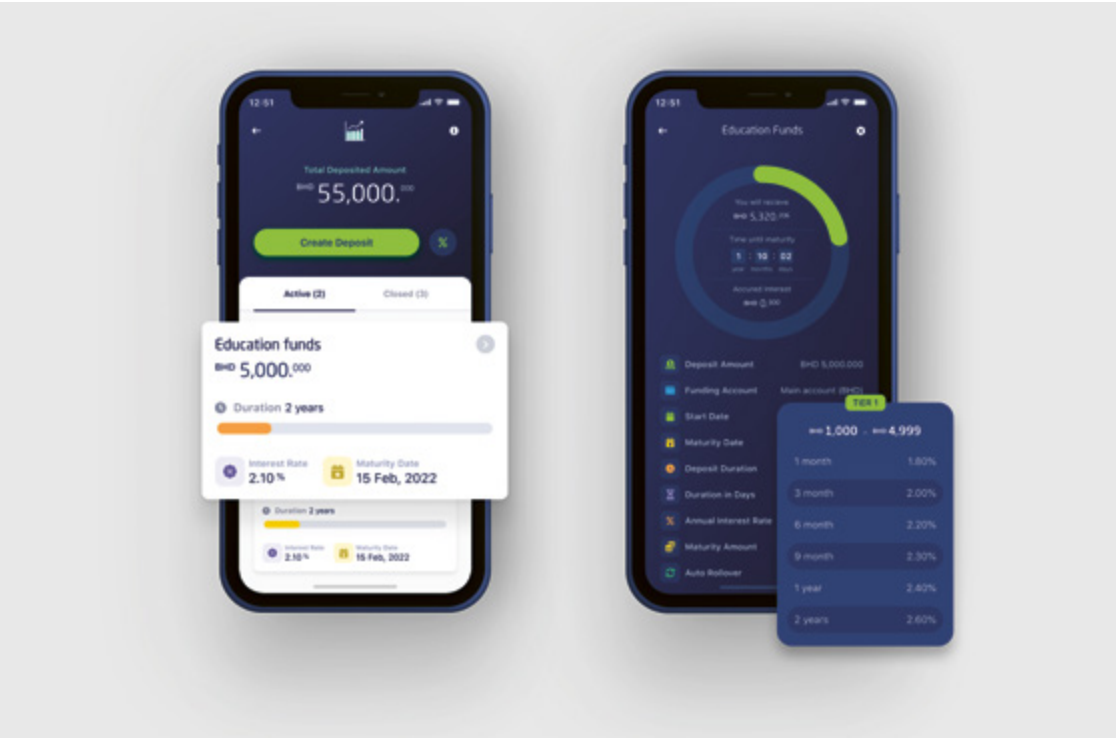 12:51
Total Deposited Amount
BHD 55,000.000
Create Deposit
%
Active (2)
Closed (3)
Education funds
BHD 5,000.000
Duration 2 years
Interest Rate
2.10 %
Maturity Date
15 Feb, 2022
Duration 2 years
Interest Rate
2.10 %
Maturity Date
15 Feb, 2022
12:51
Education Funds
You will recieve
BHD 5,320.
Time until maturity
1 : 10 : 02
year months days
Accured Interest
BHD 0.000
Deposit Amount BHD 5,000.000
Funding Account Main account (BHD)
Start Date
Maturity Date
Deposit Duration
Duration in Days
Annual Interest Rate
Maturity Amount
Auto Rollover
TIER 1
BHD 1,000 - BHD 4,999
1 month 1.80%
3 month 2.00%
6 month 2.20%
9 month 2.30%
1 year 2.40%
2 years 2.60%